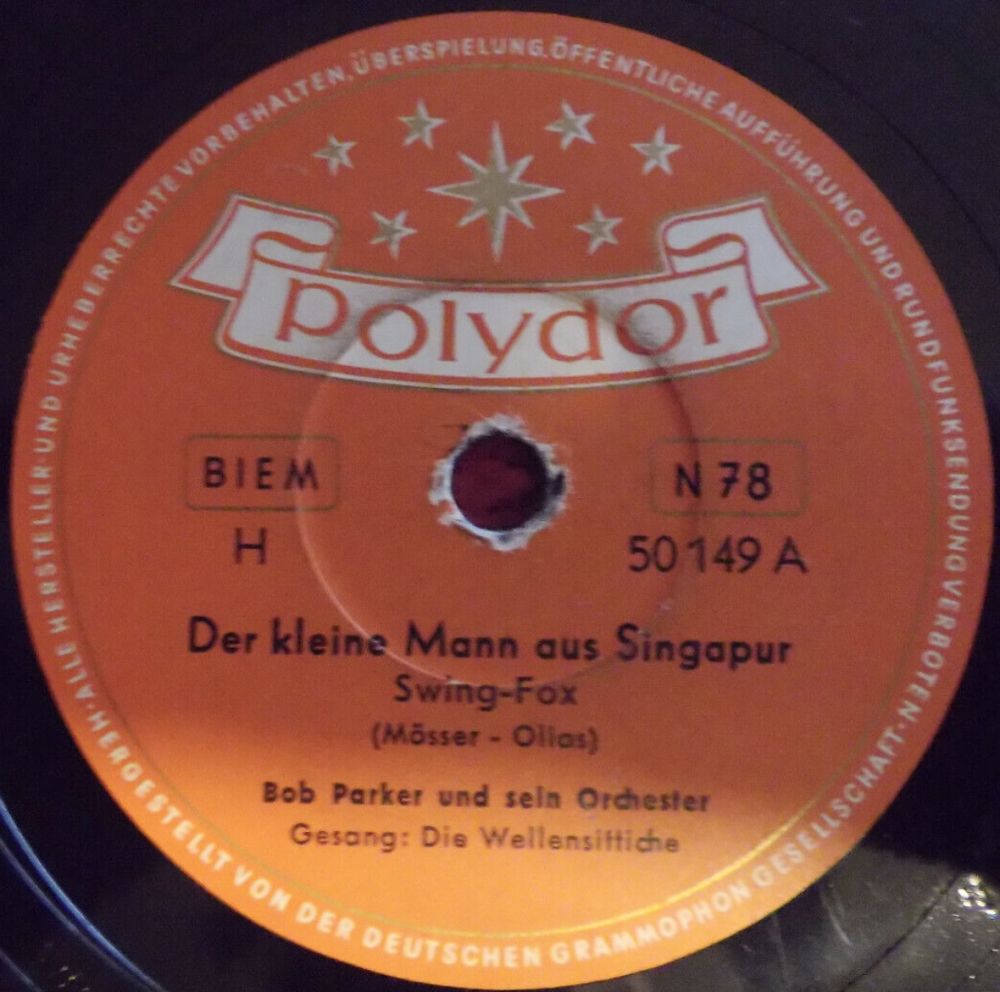 ALLE HERSTELLER UND URHEBERRECHTE VORBEHALTEN. ÜBERSPIELUNG, ÖFFENTLICHE AUFFÜHRUNG UND RUNDFUNKSENDUNG VERBOTEN
polydor
BIEM
N 78
H
50 149 A
Der kleine Mann aus Singapur
Swing-Fox
(Mösser - Olias)
Bob Parker und sein Orchester
Gesang: Die Wellensittiche
·HERGESTELLT VON DER DEUTSCHEN GRAMMOPHON GESELLSCHAFT·N